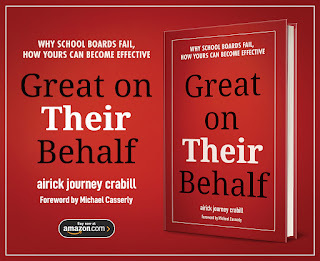 WHY SCHOOL BOARDS FAIL,
HOW YOURS CAN BECOME EFFECTIVE
Great on
Their
Behalf
airick journey crabill
Foreword by Michael Casserly
Buy now at
amazon.com
WHY SCHOOL BOARDS FAIL,
HOW YOURS CAN BECOME EFFECTIVE
Great
on
Their
Behalf
airick journey crabill
Foreword by Michael Casserly